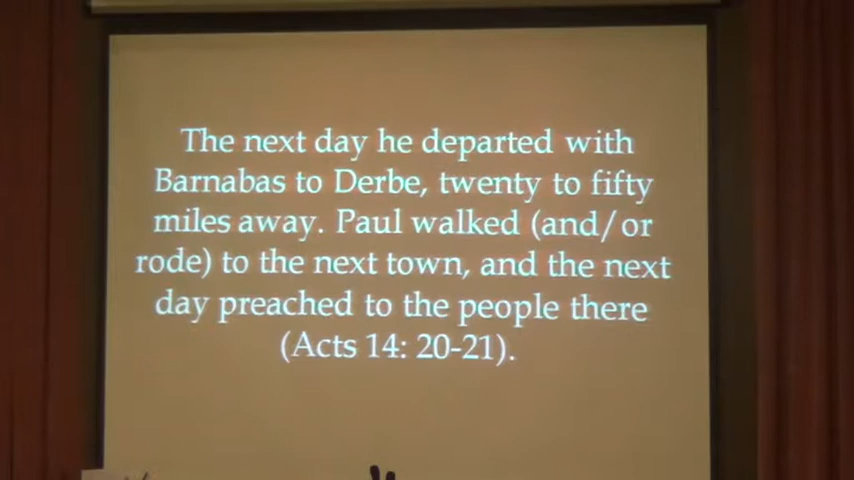 The next day he departed with
Barnabas to Derbe, twenty to fifty
miles away. Paul walked (and/or
rode) to the next town, and the next
day preached to the people there
(Acts 14: 20-21).